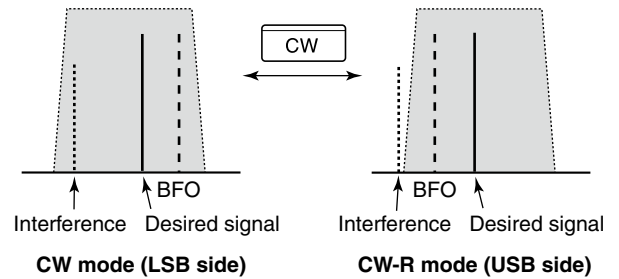 CW
BFO
BFO
Interference
Desired signal
Interference
Desired signal
CW mode (LSB side)
CW-R mode (USB side)